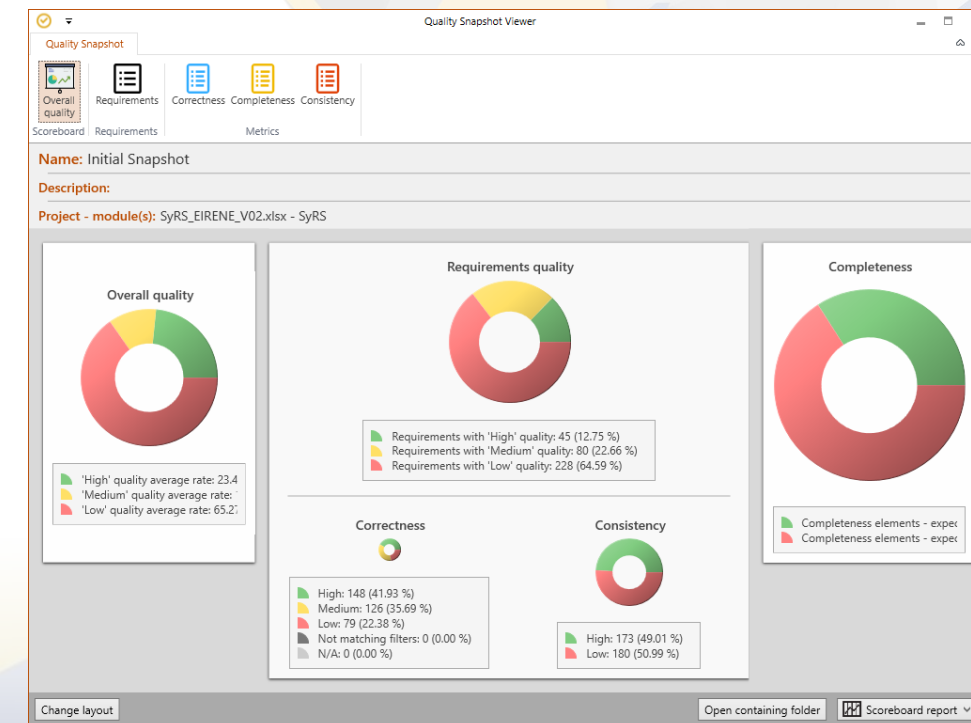 Quality Snapshot Viewer
Quality Snapshot
Overall quality
Requirements
Correctness
Completeness
Consistency
Scoreboard
Requirements
Metrics
Name: Initial Snapshot
Description:
Project - module(s): SyRS_EIRENE_V02.xlsx - SyRS
Overall quality
'High' quality average rate: 23.4
'Medium' quality average rate:
'Low' quality average rate: 65.2
Requirements quality
Requirements with 'High' quality: 45 (12.75 %)
Requirements with 'Medium' quality: 80 (22.66 %)
Requirements with 'Low' quality: 228 (64.59 %)
Correctness
High: 148 (41.93 %)
Medium: 126 (35.69 %)
Low: 79 (22.38 %)
Not matching filters: 0 (0.00 %)
N/A: 0 (0.00 %)
Consistency
High: 173 (49.01 %)
Low: 180 (50.99 %)
Completeness
Completeness elements - expec
Completeness elements - expec
Change layout
Open containing folder
Scoreboard report